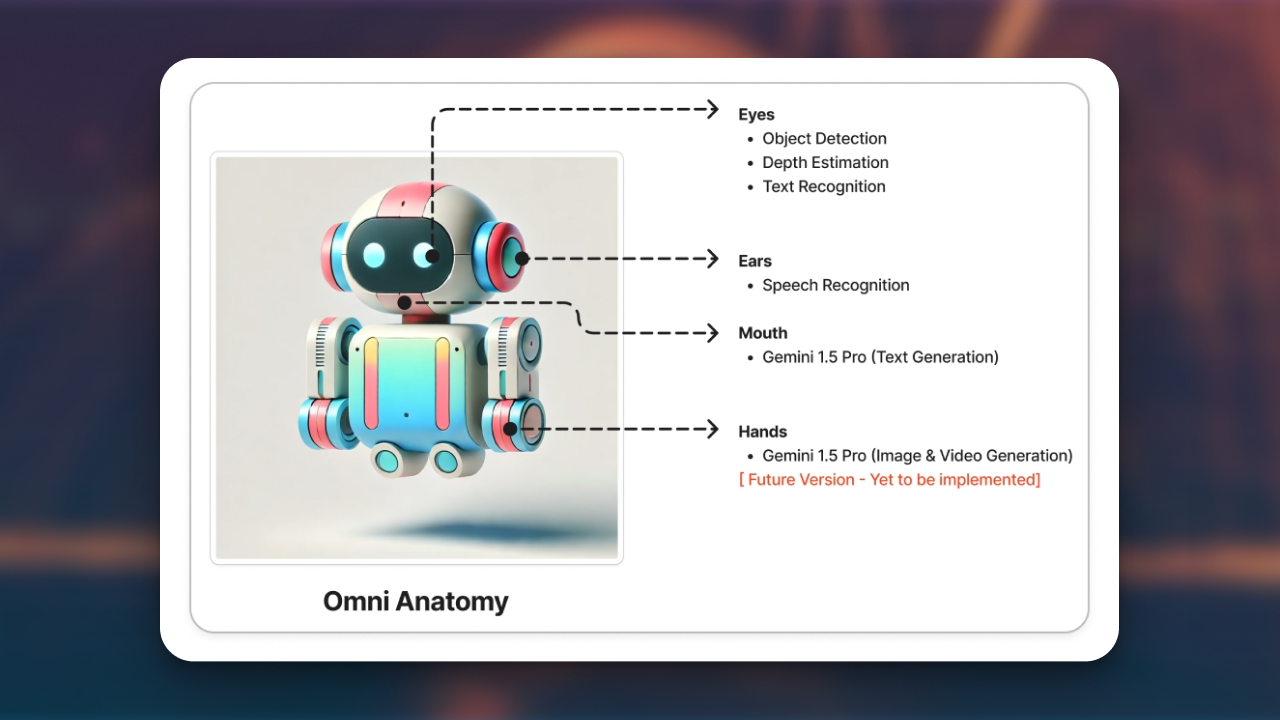 Eyes
• Object Detection
• Depth Estimation
• Text Recognition
Ears
• Speech Recognition
Mouth
• Gemini 1.5 Pro (Text Generation)
Hands
• Gemini 1.5 Pro (Image & Video Generation)
[ Future Version - Yet to be implemented]
Omni Anatomy